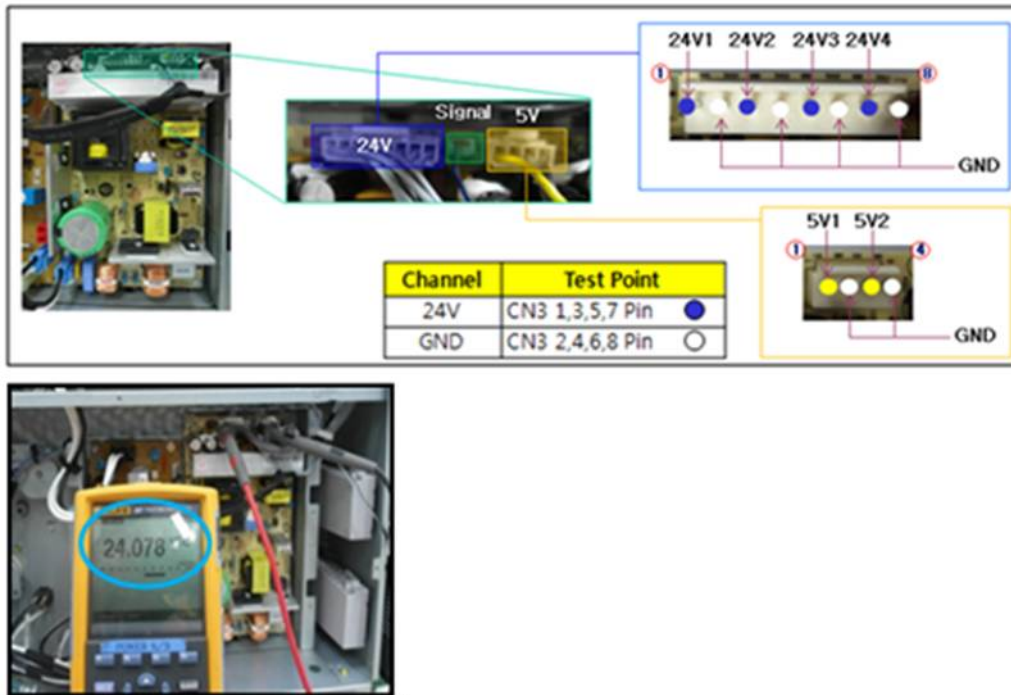 24V1 24V2 24V3 24V4
① ⑧
GND
Signal 5V
24V
5V1 5V2
① ④
GND
Channel Test Point
24V CN3 1,3,5,7 Pin
GND CN3 2,4,6,8 Pin
24.078